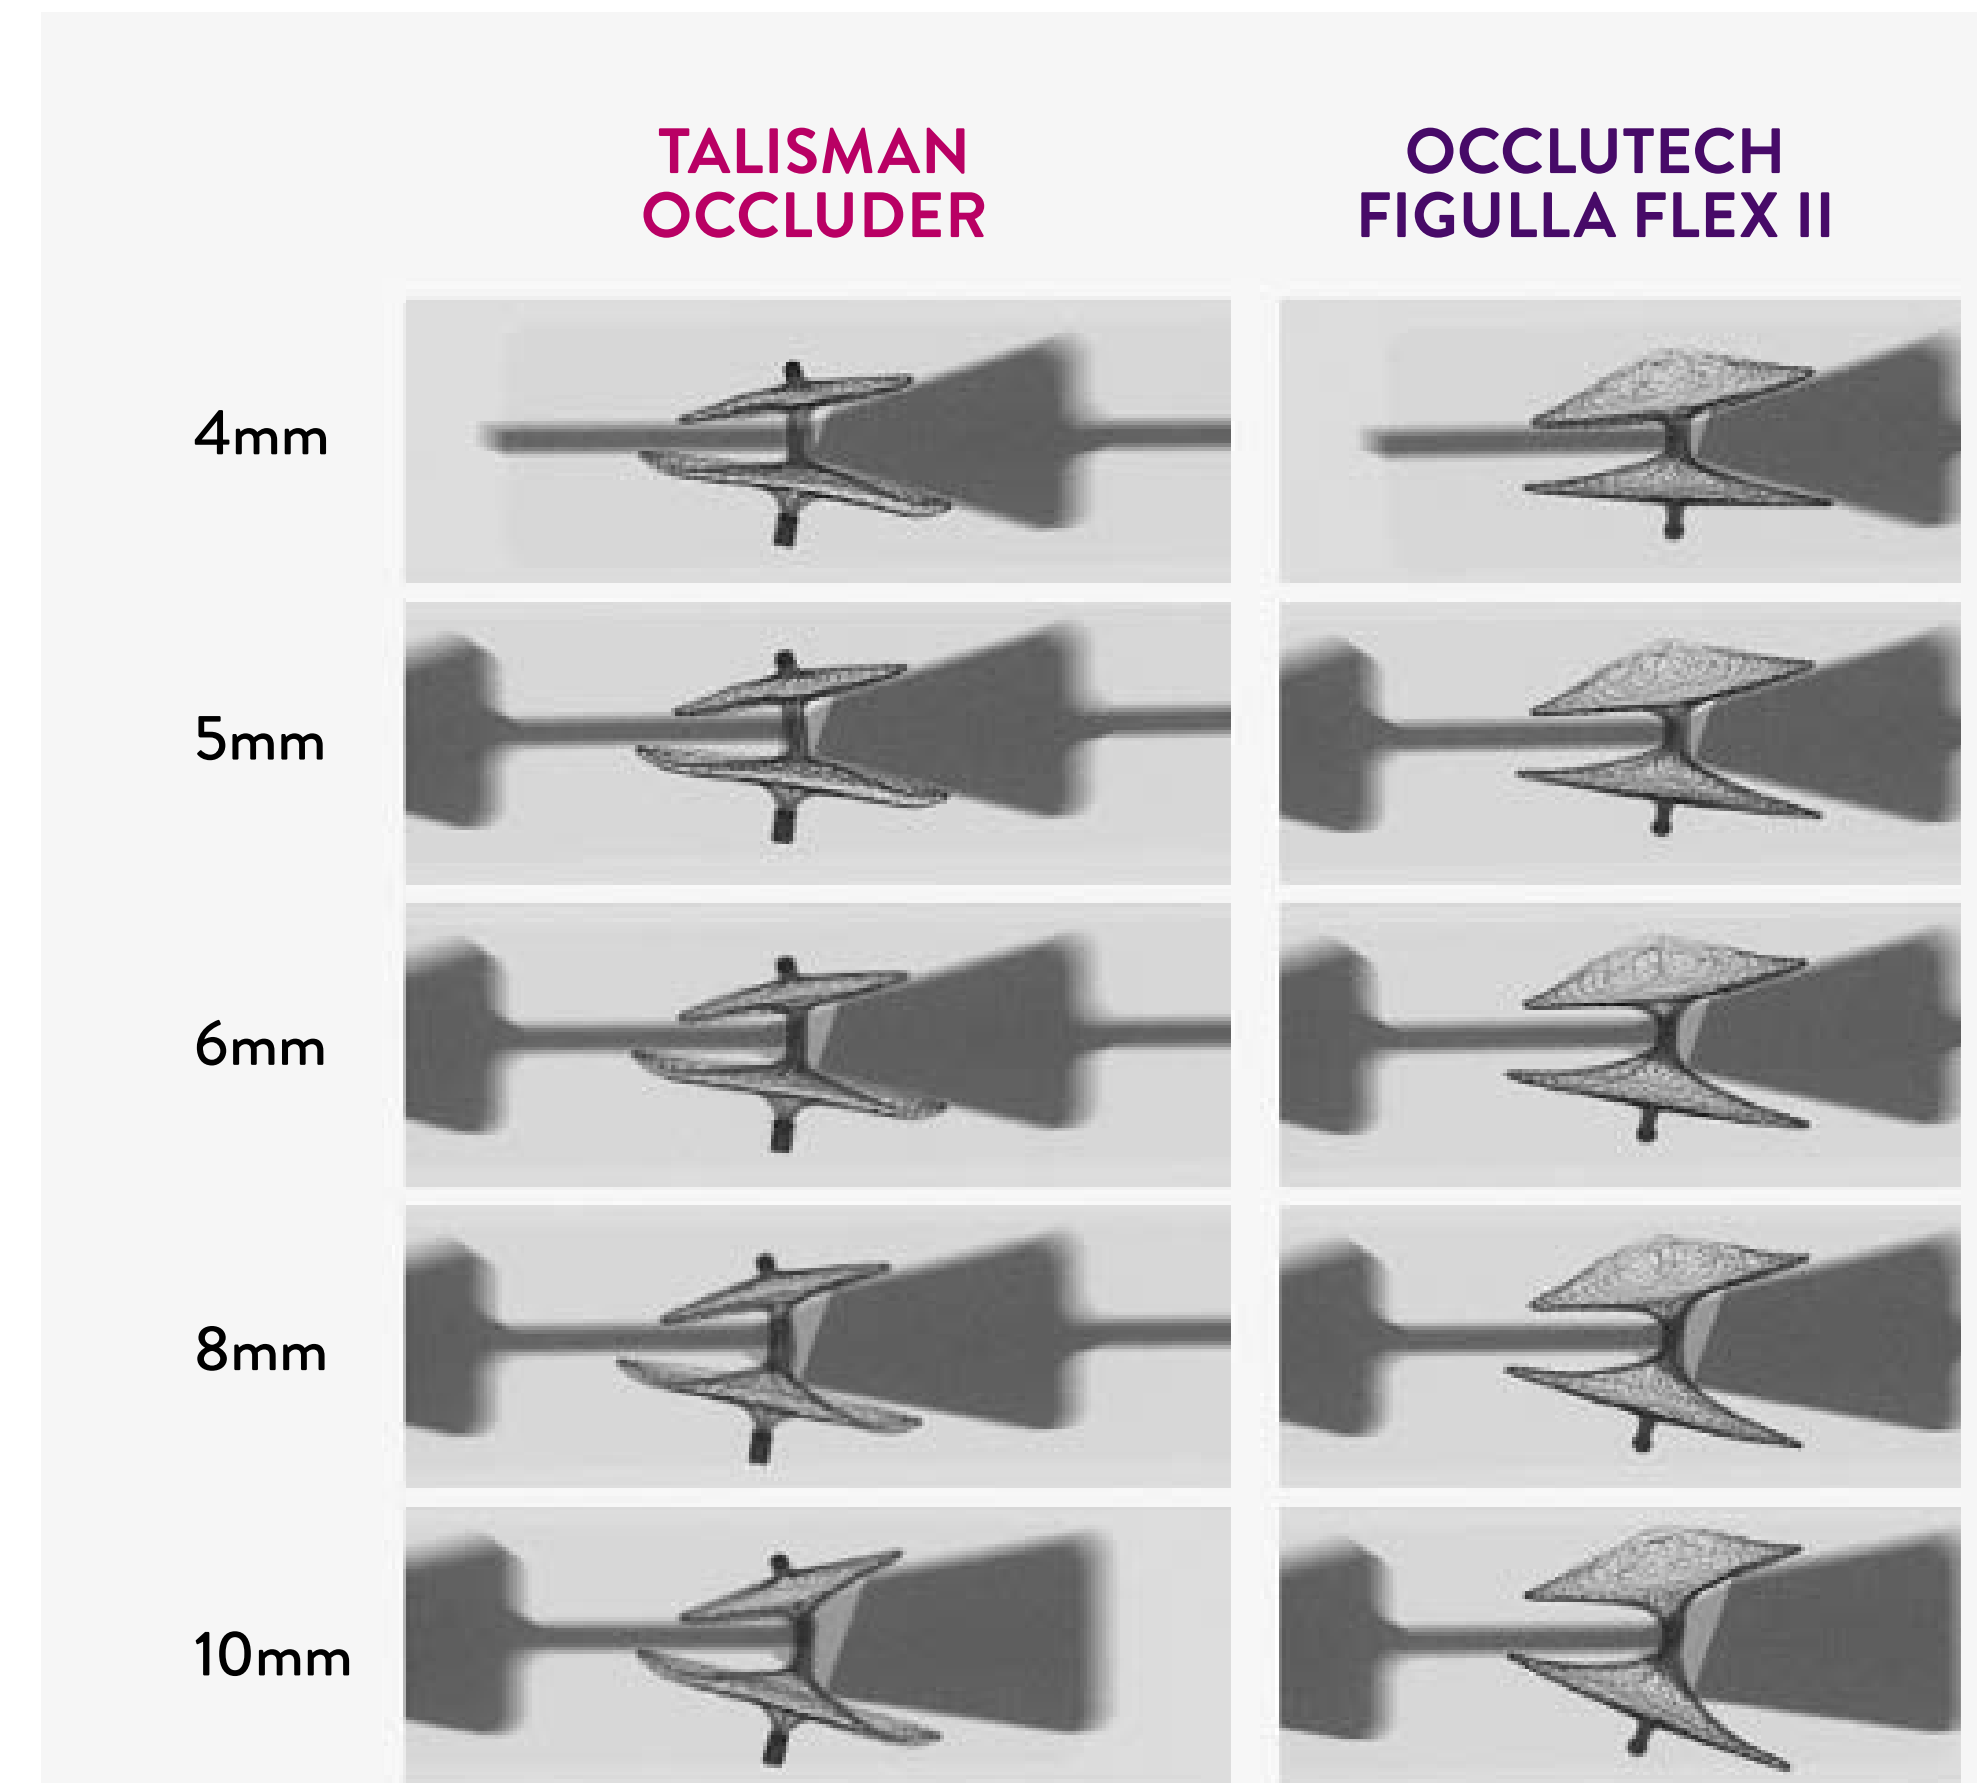 TALISMAN
OCCLUDER
OCCLUTECH
FIGULLA FLEX II
4mm
5mm
6mm
8mm
10mm